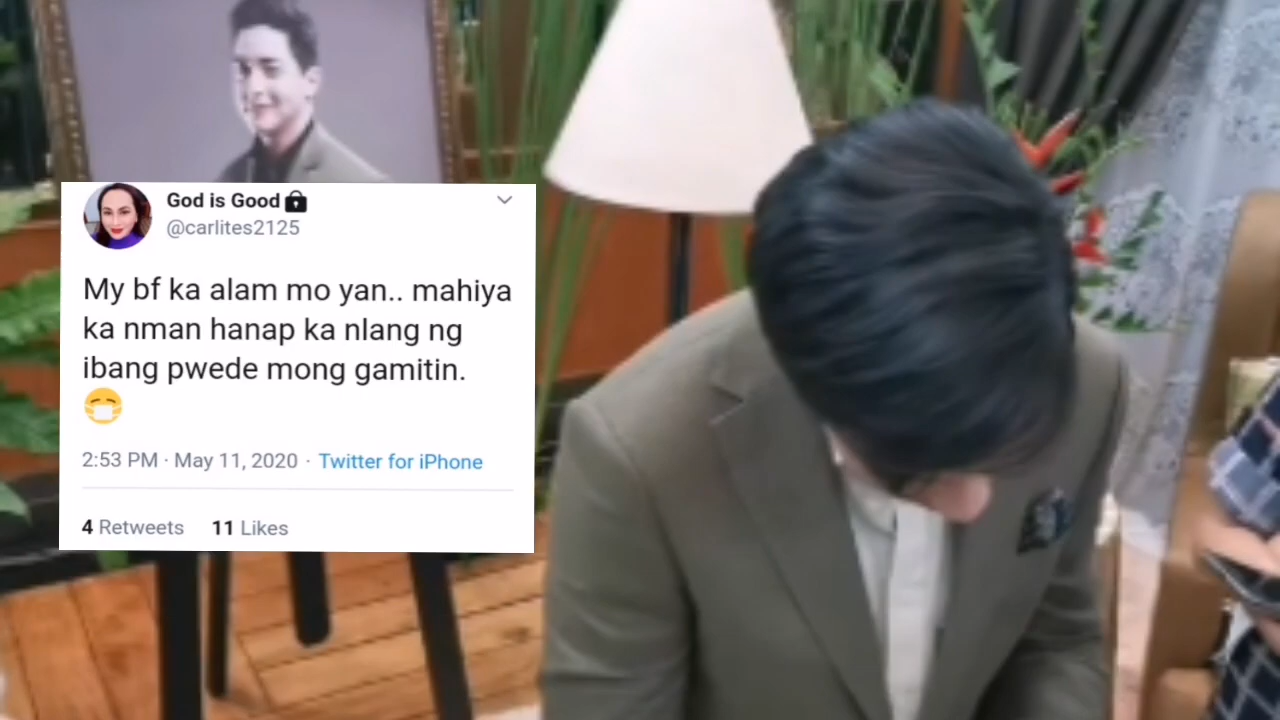 God is Good
@carlites2125
My bf ka alam mo yan.. mahiya
ka nman hanap ka nlang ng
ibang pwede mong gamitin.
😷
2:53 PM · May 11, 2020 · Twitter for iPhone
4 Retweets 11 Likes